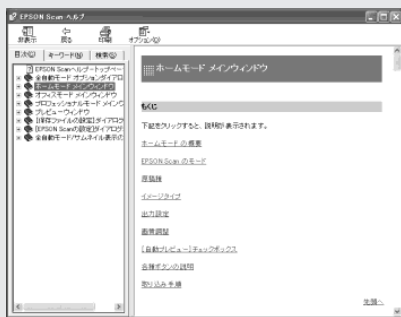 EPSON Scan ヘルプ
非表示 戻る 印刷 オプション(O)
目次(C) キーワード(N) 検索(S)
EPSON Scanヘルプ-トップペー
全自動モード オプションダイアロ
ホームモード メインウィンドウ
オフィスモード メインウィンドウ
プロフェッショナルモード メインウ
プレビューウィンドウ
[保存ファイルの設定]ダイアログ
[EPSON Scanの設定]ダイアログ
全自動モード/サムネイル表示の
ホームモード メインウィンドウ
もくじ
下記をクリックすると、説明が表示されます。
ホームモード の概要
EPSON Scan のモード
原稿種
イメージタイプ
出力設定
画質調整
[自動プレビュー]チェックボックス
各種ボタンの説明
取り込み手順
先頭へ